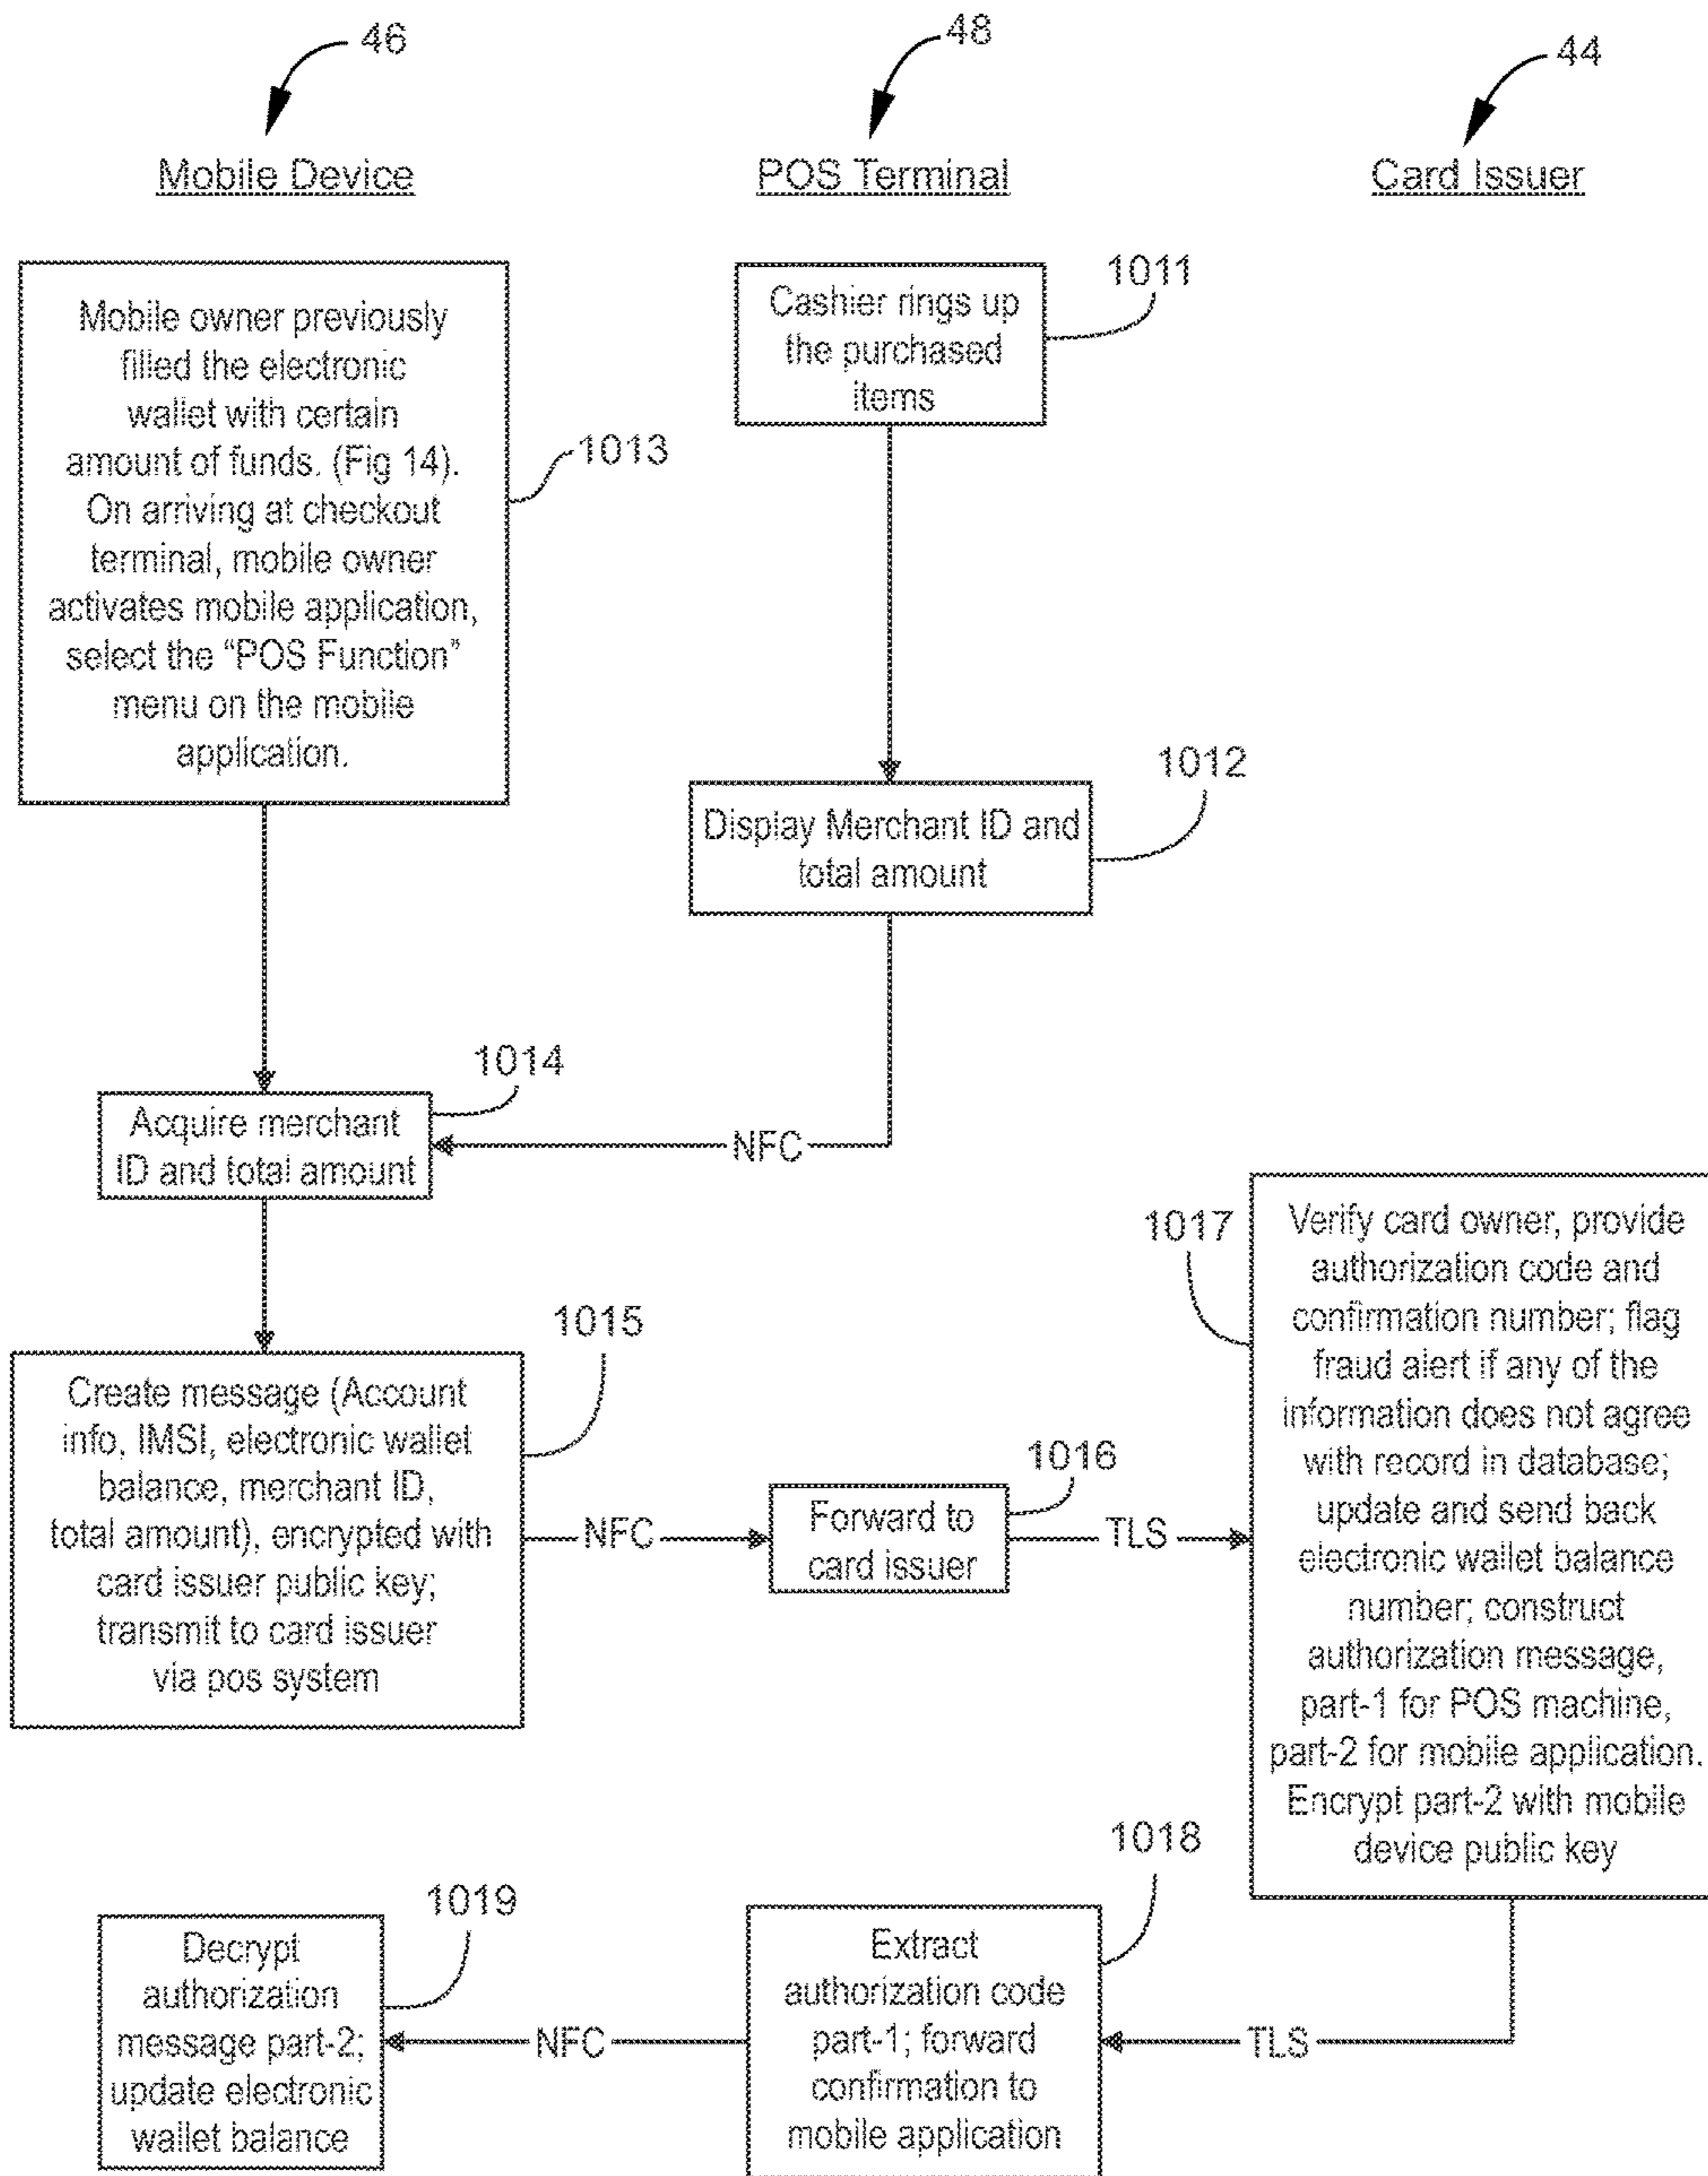 46
48
44
Mobile Device
POS Terminal
Card Issuer
1011
Cashier rings up
the purchased
items
Mobile owner previously
filled the electronic
wallet with certain
amount of funds. (Fig 14).
On arriving at checkout
terminal, mobile owner
activates mobile application,
select the “POS Function”
menu on the mobile
application.
1013
1012
Display Merchant ID and
total amount
1014
Acquire merchant
ID and total amount
NFC
1015
Create message (Account
info, IMSI, electronic wallet
balance, merchant ID,
total amount), encrypted with
card issuer public key;
transmit to card issuer
via pos system
NFC
1016
Forward to
card issuer
TLS
1017
Verify card owner, provide
authorization code and
confirmation number; flag
fraud alert if any of the
information does not agree
with record in database;
update and send back
electronic wallet balance
number; construct
authorization message,
part-1 for POS machine,
part-2 for mobile application.
Encrypt part-2 with mobile
device public key
TLS
1018
Extract
authorization code
part-1; forward
confirmation to
mobile application
NFC
1019
Decrypt
authorization
message part-2;
update electronic
wallet balance